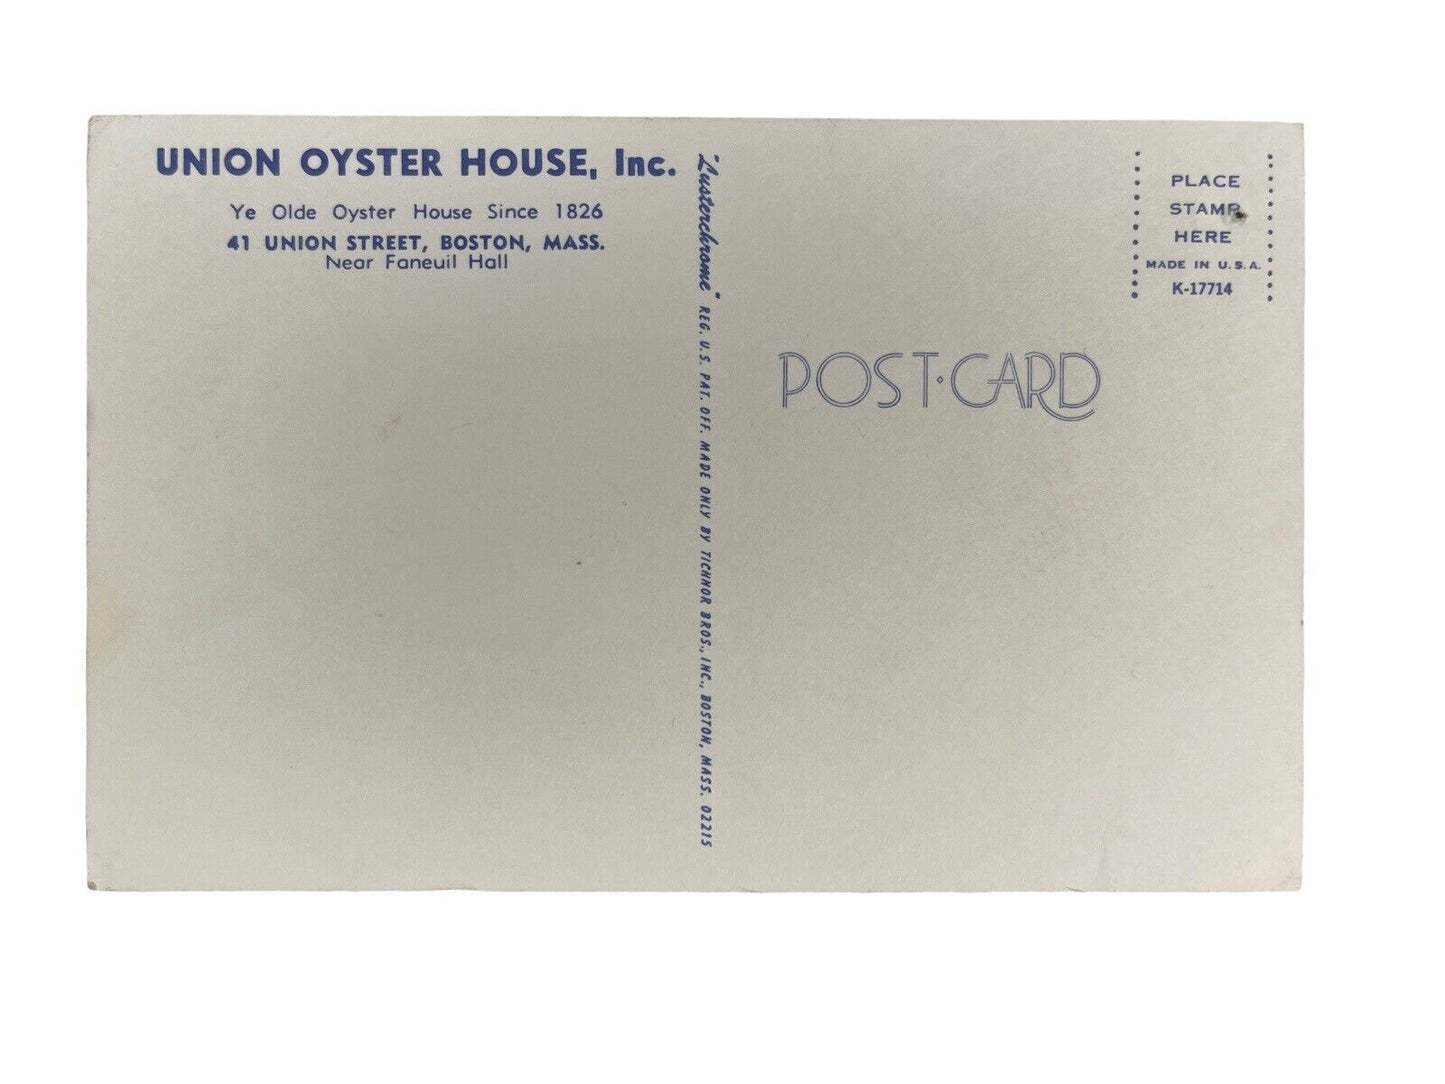 UNION OYSTER HOUSE, Inc.
Ye Olde Oyster House Since 1826
41 UNION STREET, BOSTON, MASS.
Near Faneuil Hall
"Lusterchrome" REG. U.S. PAT. OFF. MADE ONLY BY TICHNOR BROS., INC., BOSTON, MASS. 02215
PLACE
STAMP
HERE
MADE IN U.S.A.
K-17714
POST·CARD